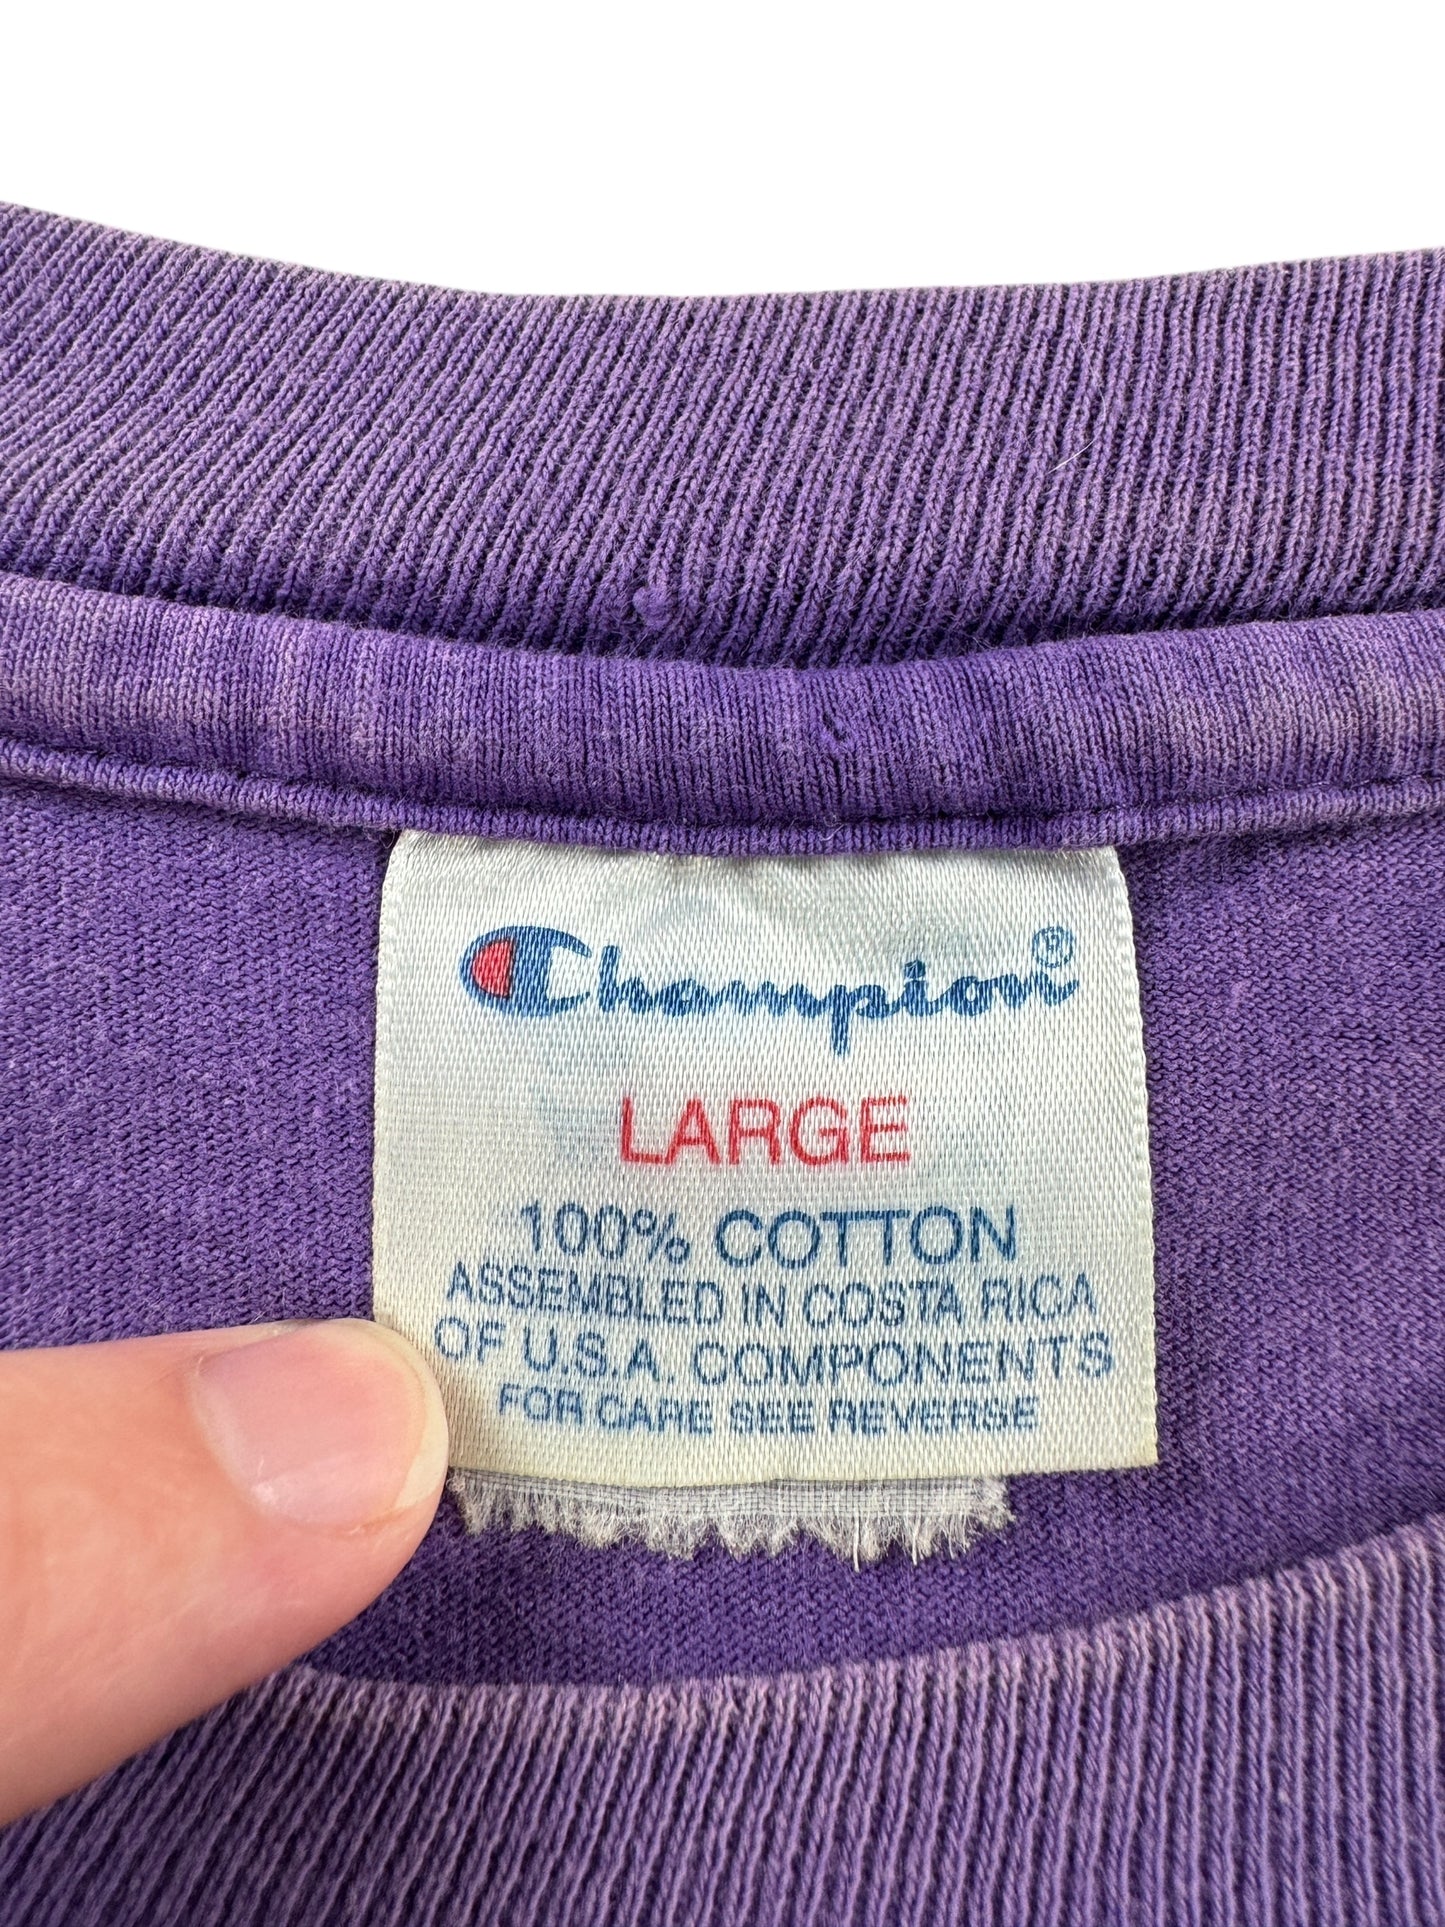 Champion®
LARGE
100% COTTON
ASSEMBLED IN COSTA RICA
OF U.S.A. COMPONENTS
FOR CARE SEE REVERSE